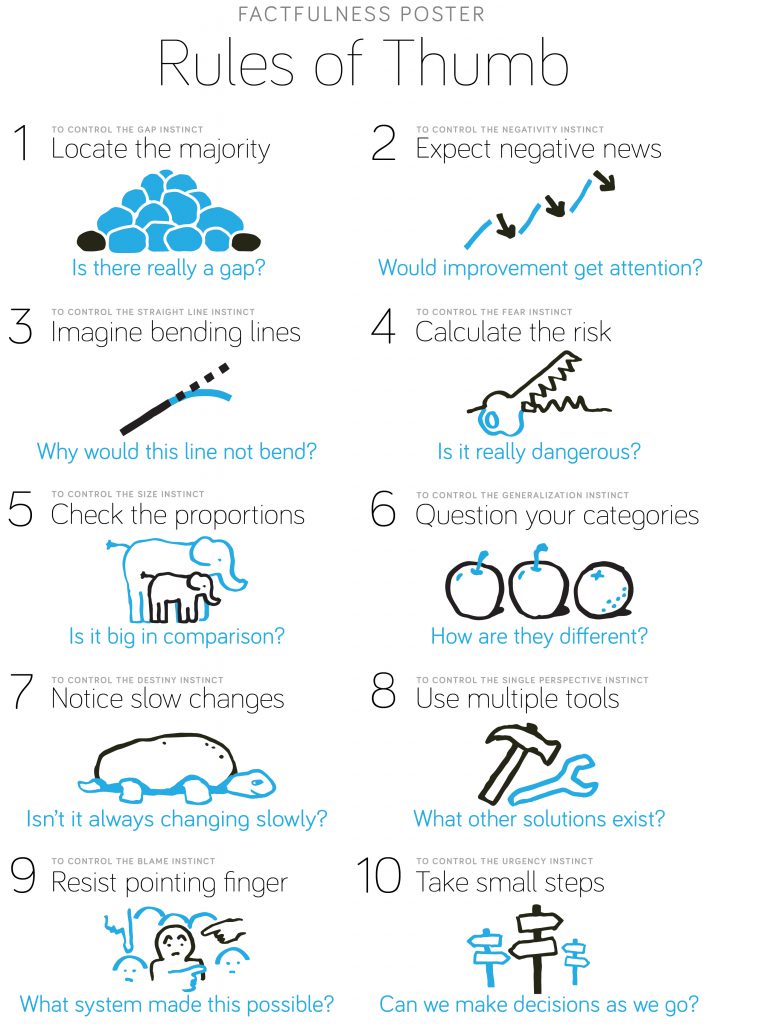 FACTFULNESS POSTER
Rules of Thumb
1
TO CONTROL THE GAP INSTINCT
Locate the majority
Is there really a gap?
2
TO CONTROL THE NEGATIVITY INSTINCT
Expect negative news
Would improvement get attention?
3
TO CONTROL THE STRAIGHT LINE INSTINCT
Imagine bending lines
Why would this line not bend?
4
TO CONTROL THE FEAR INSTINCT
Calculate the risk
Is it really dangerous?
5
TO CONTROL THE SIZE INSTINCT
Check the proportions
Is it big in comparison?
6
TO CONTROL THE GENERALIZATION INSTINCT
Question your categories
How are they different?
7
TO CONTROL THE DESTINY INSTINCT
Notice slow changes
Isn't it always changing slowly?
8
TO CONTROL THE SINGLE PERSPECTIVE INSTINCT
Use multiple tools
What other solutions exist?
9
TO CONTROL THE BLAME INSTINCT
Resist pointing finger
What system made this possible?
10
TO CONTROL THE URGENCY INSTINCT
Take small steps
Can we make decisions as we go?